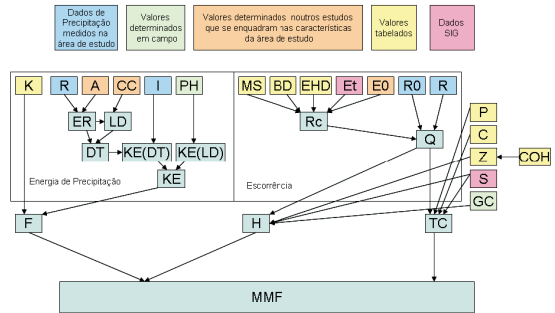 Dados de
Precipitação
medidos na
área de estudo
Valores
determinados
em campo
Valores determinados noutros estudos
que se enquadram nas características
da área de estudo
Valores
tabelados
Dados
SIG
K R A CC I PH MS BD EHD Et E0 R0 R
P
ER LD Rc
C
Q
DT KE(DT) KE(LD)
Z COH
KE
S
Energia de Precipitação
Escorrência
GC
F H TC
MMF